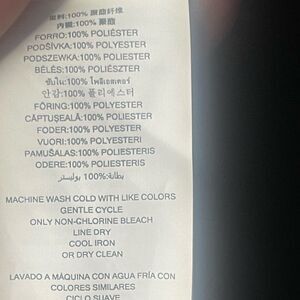 面料:100% 聚酯纤维
內襯:100% 聚酯
FORRO:100% POLIÉSTER
PODŠÍVKA:100% POLYESTER
PODSZEWKA:100% POLIESTER
BÉLÉS:100% POLIÉSZTER
ซับใน:100% โพลีเอสเตอร์
안감:100% 폴리에스터
FÔRING:100% POLYESTER
CĂPTUŞEALĂ:100% POLIESTER
FODER:100% POLYESTER
VUORI:100% POLYESTERI
PAMUŠALAS:100% POLIESTERIS
ODERE:100% POLIESTERIS
بطانة:100% بوليستر
MACHINE WASH COLD WITH LIKE COLORS
GENTLE CYCLE
ONLY NON-CHLORINE BLEACH
LINE DRY
COOL IRON
OR DRY CLEAN
LAVADO A MÁQUINA CON AGUA FRÍA CON
COLORES SIMILARES
CICLO SUAVE